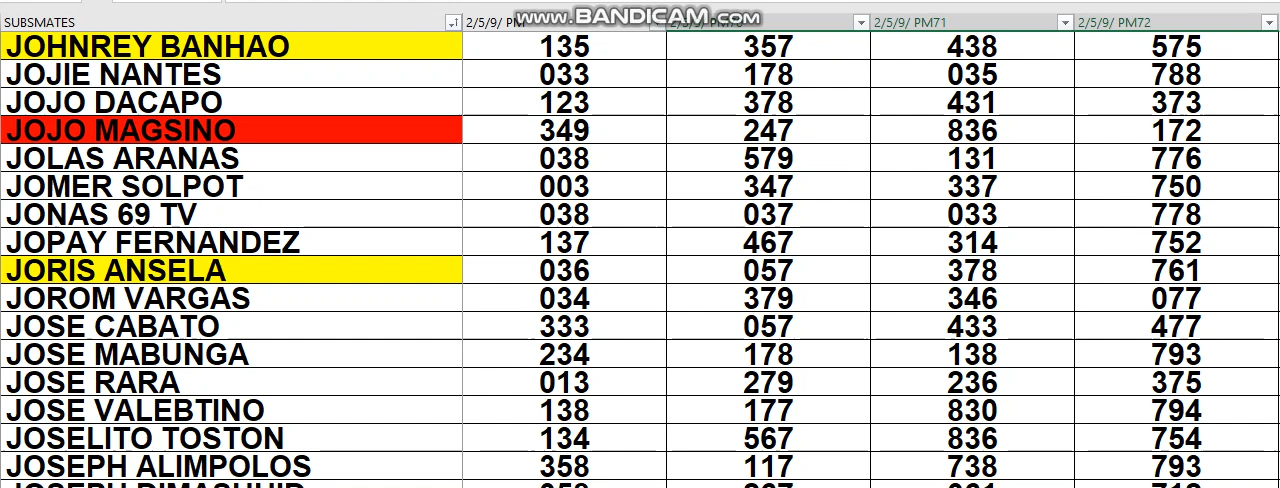 www.BANDICAM.com
SUBSMATES 2/5/9/ PM 2/5/9/ PM70 2/5/9/ PM71 2/5/9/ PM72
JOHNREY BANHAO 135 357 438 575
JOJIE NANTES 033 178 035 788
JOJO DACAPO 123 378 431 373
JOJO MAGSINO 349 247 836 172
JOLAS ARANAS 038 579 131 776
JOMER SOLPOT 003 347 337 750
JONAS 69 TV 038 037 033 778
JOPAY FERNANDEZ 137 467 314 752
JORIS ANSELA 036 057 378 761
JOROM VARGAS 034 379 346 077
JOSE CABATO 333 057 433 477
JOSE MABUNGA 234 178 138 793
JOSE RARA 013 279 236 375
JOSE VALEBTINO 138 177 830 794
JOSELITO TOSTON 134 567 836 754
JOSEPH ALIMPOLOS 358 117 738 793
JOSEPH